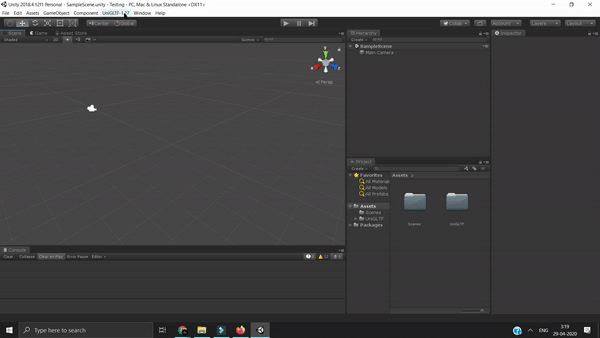 Unity 2018.4.12f1 Personal - SampleScene.unity - Testing - PC, Mac & Linux Standalone <DX11>
File Edit Assets GameObject Component UniGLTF-1.27 Window Help
Center Global Collab Account Layers Layout
Scene Game Asset Store
Shaded 2D Gizmos All
y
x z
Persp
Hierarchy
Create All
SampleScene
Main Camera
Inspector
Project
Create
Favorites
All Material
All Models
All Prefabs
Assets
Scenes
UniGLTF
Packages
Assets
Scenes UniGLTF
Console
Clear Collapse Clear on Play Error Pause Editor
Type here to search
ENG
3:19
29-04-2020